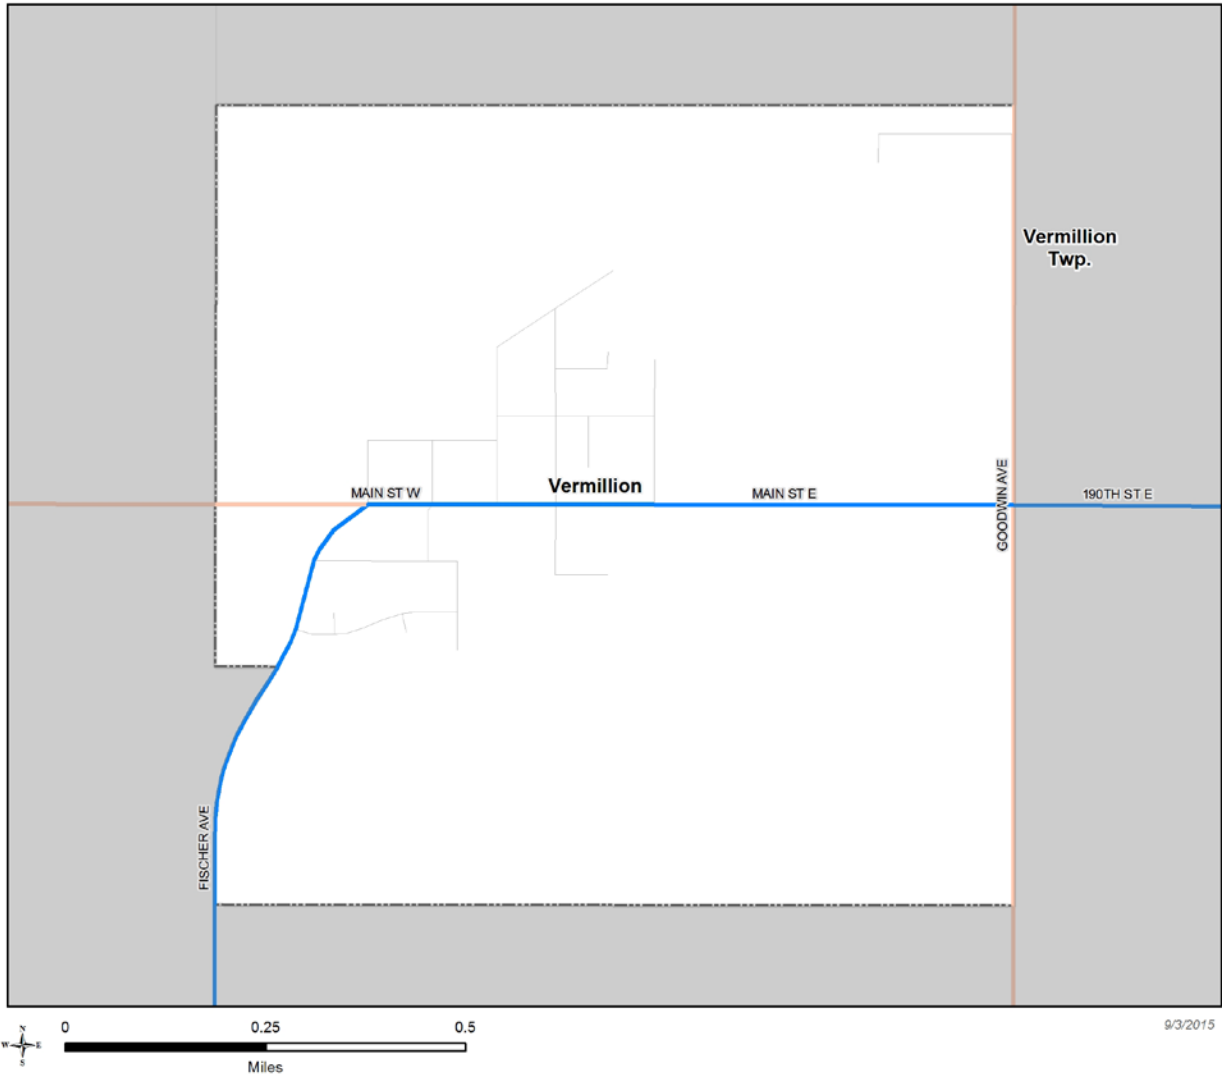 Vermillion
Twp.
MAIN ST W
Vermillion
MAIN ST E
GOODWIN AVE
190TH ST E
FISCHER AVE
N
W
E
S
0
0.25
0.5
Miles
9/3/2015